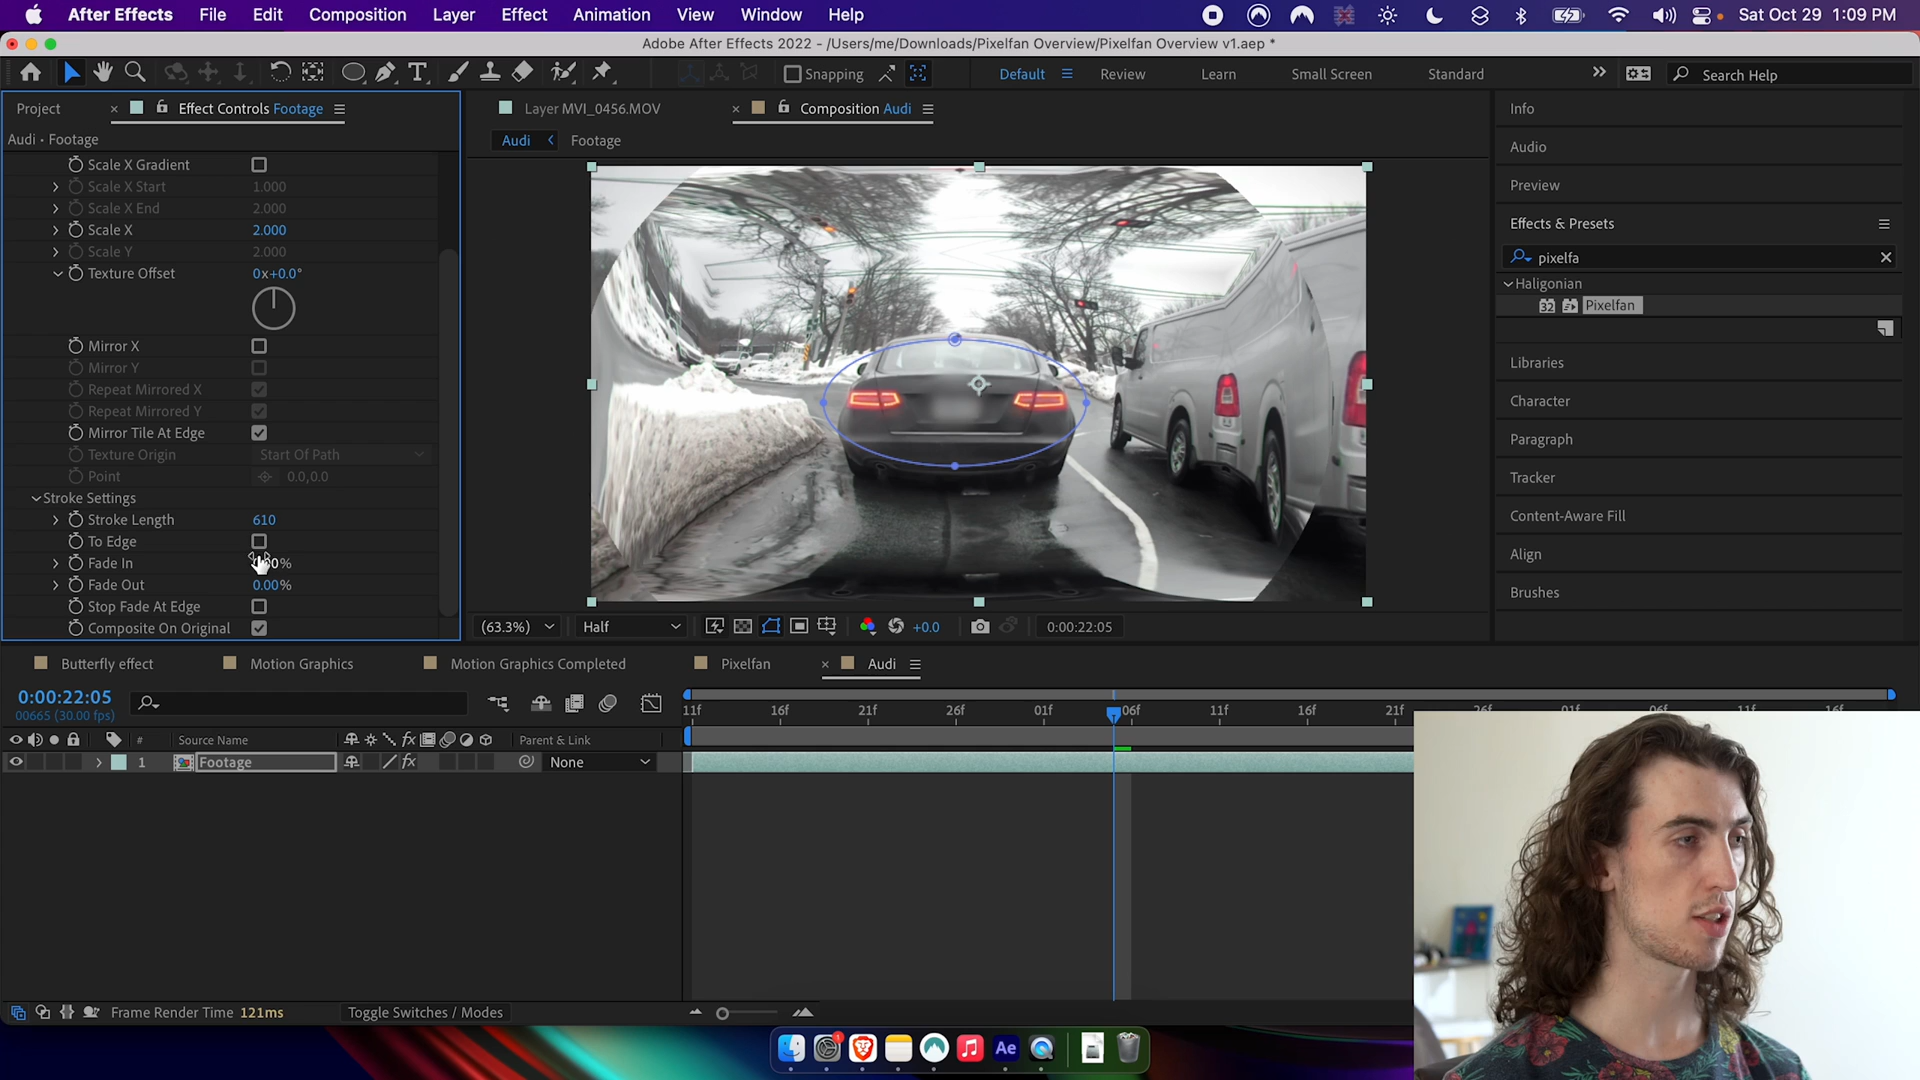 After Effects File Edit Composition Layer Effect Animation View Window Help Sat Oct 29 1:09 PM
Adobe After Effects 2022 - /Users/me/Downloads/Pixelfan Overview/Pixelfan Overview v1.aep *
T Snapping Default Review Learn Small Screen Standard Search Help
Project × Effect Controls Footage
Audi • Footage
Scale X Gradient
Scale X Start 1.000
Scale X End 2.000
Scale X 2.000
Scale Y 2.000
Texture Offset 0x+0.0°
Mirror X
Mirror Y
Repeat Mirrored X
Repeat Mirrored Y
Mirror Tile At Edge
Texture Origin Start Of Path
Point 0.0,0.0
Stroke Settings
Stroke Length 610
To Edge
Fade In
Fade Out 0.00%
Stop Fade At Edge
Composite On Original
Layer MVI_0456.MOV × Composition Audi
Audi Footage
(63.3%) Half +0.0 0:00:22:05
Info
Audio
Preview
Effects & Presets
pixelfa ×
Haligonian
32 Pixelfan
Libraries
Character
Paragraph
Tracker
Content-Aware Fill
Align
Brushes
Butterfly effect Motion Graphics Motion Graphics Completed Pixelfan × Audi
0:00:22:05
00665 (30.00 fps)
11f 16f 21f 26f 01f 06f 11f 16f 21f 26f 01f 06f 11f 16f
# Source Name fx Parent & Link
1 Footage fx None
Frame Render Time 121ms Toggle Switches / Modes
Ae